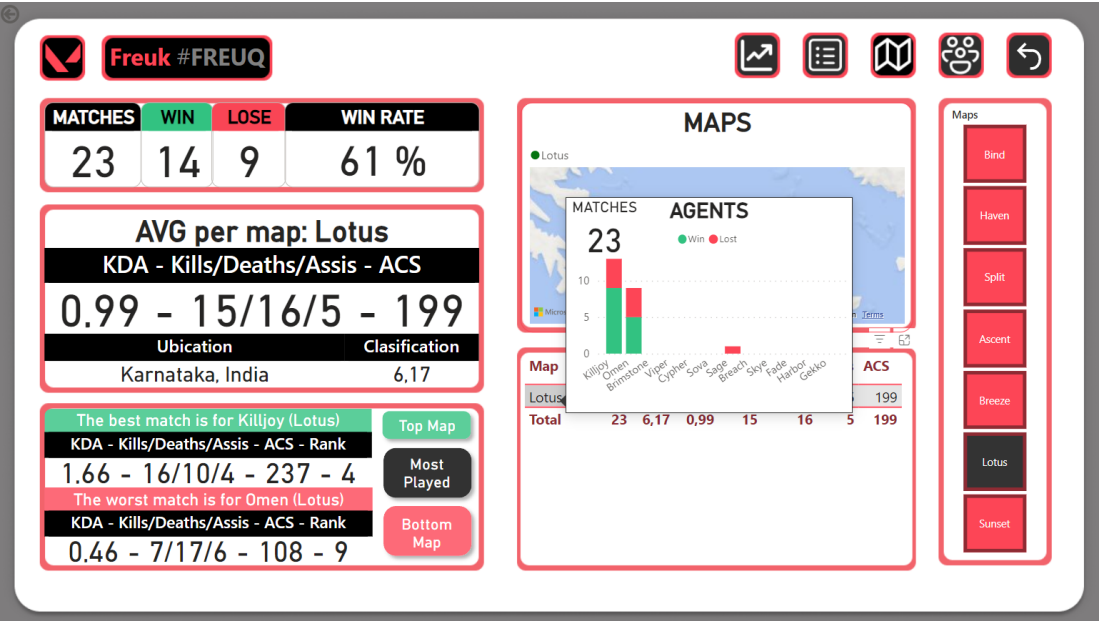 Freuk #FREUQ
MATCHES WIN LOSE WIN RATE
23 14 9 61 %
AVG per map: Lotus
KDA - Kills/Deaths/Assis - ACS
0,99 - 15/16/5 - 199
Ubication Clasification
Karnataka, India 6,17
The best match is for Killjoy (Lotus)
KDA - Kills/Deaths/Assis - ACS - Rank
1,66 - 16/10/4 - 237 - 4
The worst match is for Omen (Lotus)
KDA - Kills/Deaths/Assis - ACS - Rank
0,46 - 7/17/6 - 108 - 9
Top Map
Most
Played
Bottom
Map
MAPS
Lotus
Terms
MATCHES
23
AGENTS
Win Lost
10
5
0
Killjoy
Omen
Brimstone
Viper
Cypher
Sova
Sage
Breach
Skye
Fade
Harbor
Gekko
Map ACS
Lotus 199
Total 23 6,17 0,99 15 16 5 199
Maps
Bind
Haven
Split
Ascent
Breeze
Lotus
Sunset